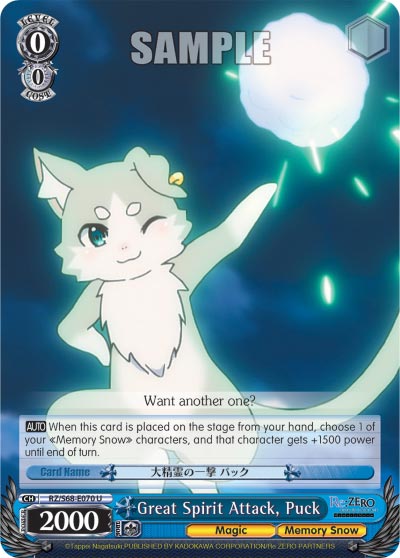 LEVEL
0
0
COST
SAMPLE
Want another one?
AUTO When this card is placed on the stage from your hand, choose 1 of
your «Memory Snow» characters, and that character gets +1500 power
until end of turn.
Card Name 大精霊の一撃 パック
CH RZ/S68-E070 U
POWER 2000 SOUL Great Spirit Attack, Puck Re:ZERO
Magic Memory Snow
©Tappei Nagatsuki,PUBLISHED BY KADOKAWA CORPORATION/Re:ZERO PARTNERS